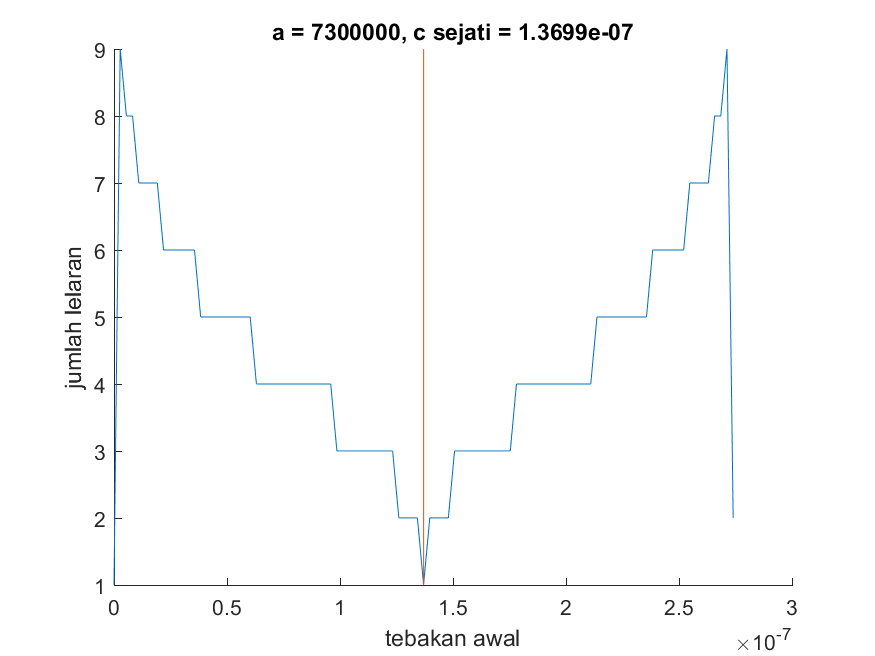 a = 7300000, c sejati = 1.3699e-07
9
8
7
6
5
4
3
2
1
jumlah lelaran
0 0.5 1 1.5 2 2.5 3
×10⁻⁷
tebakan awal